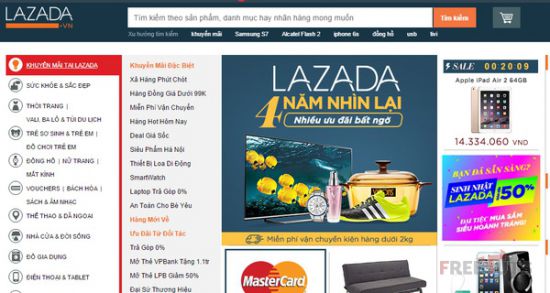 LAZADA
.VN
Tìm kiếm theo sản phẩm, danh mục hay nhãn hàng mong muốn
Tìm kiếm
Xu hướng tìm kiếm khuyến mãi Samsung S7 Alcatel Flash 2 iphone 6s đồng hồ usb tivi
KHUYẾN MÃI TẠI LAZADA
SỨC KHỎE & SẮC ĐẸP
THỜI TRANG |
VALI, BA LÔ & TÚI DU LỊCH
TRẺ SƠ SINH & TRẺ EM |
ĐỒ CHƠI TRẺ EM
ĐỒNG HỒ | NỮ TRANG |
MẮT KÍNH
VOUCHERS | BÁCH HÓA |
SÁCH & ÂM NHẠC
THỂ THAO & DÃ NGOẠI
NHÀ CỬA & ĐỜI SỐNG
ĐỒ GIA DỤNG
ĐIỆN THOẠI & TABLET
Khuyến Mãi Đặc Biệt
Xả Hàng Phút Chót
Hàng Đồng Giá Dưới 99K
Miễn Phí Vận Chuyển
Hàng Hot Hôm Nay
Deal Giá Sốc
Siêu Phẩm Hà Nội
Thiết Bị Loa Di Động
SmartWatch
Laptop Trả Góp 0%
An Toàn Cho Bé Yêu
Hàng Mới Về
Ưu Đãi Từ Đối Tác
Trả Góp 0%
Mở Thẻ VPBank Tặng 1.1tr
Mở Thẻ LPB Giảm 50%
Đại Sứ Thương Hiệu
LAZADA
4 NĂM NHÌN LẠI
Nhiều ưu đãi bất ngờ
Miễn phí vận chuyển kiện hàng dưới 2kg
MasterCard
SALE 00:20:09
Apple IPad Air 2 64GB
14.334.060 VND
BẠN ĐÃ SẴN SÀNG!
SINH NHẬT
LAZADA 50%
ĐẠI TIỆC MUA SẮM
SIÊU HOÀNH TRÁNG!